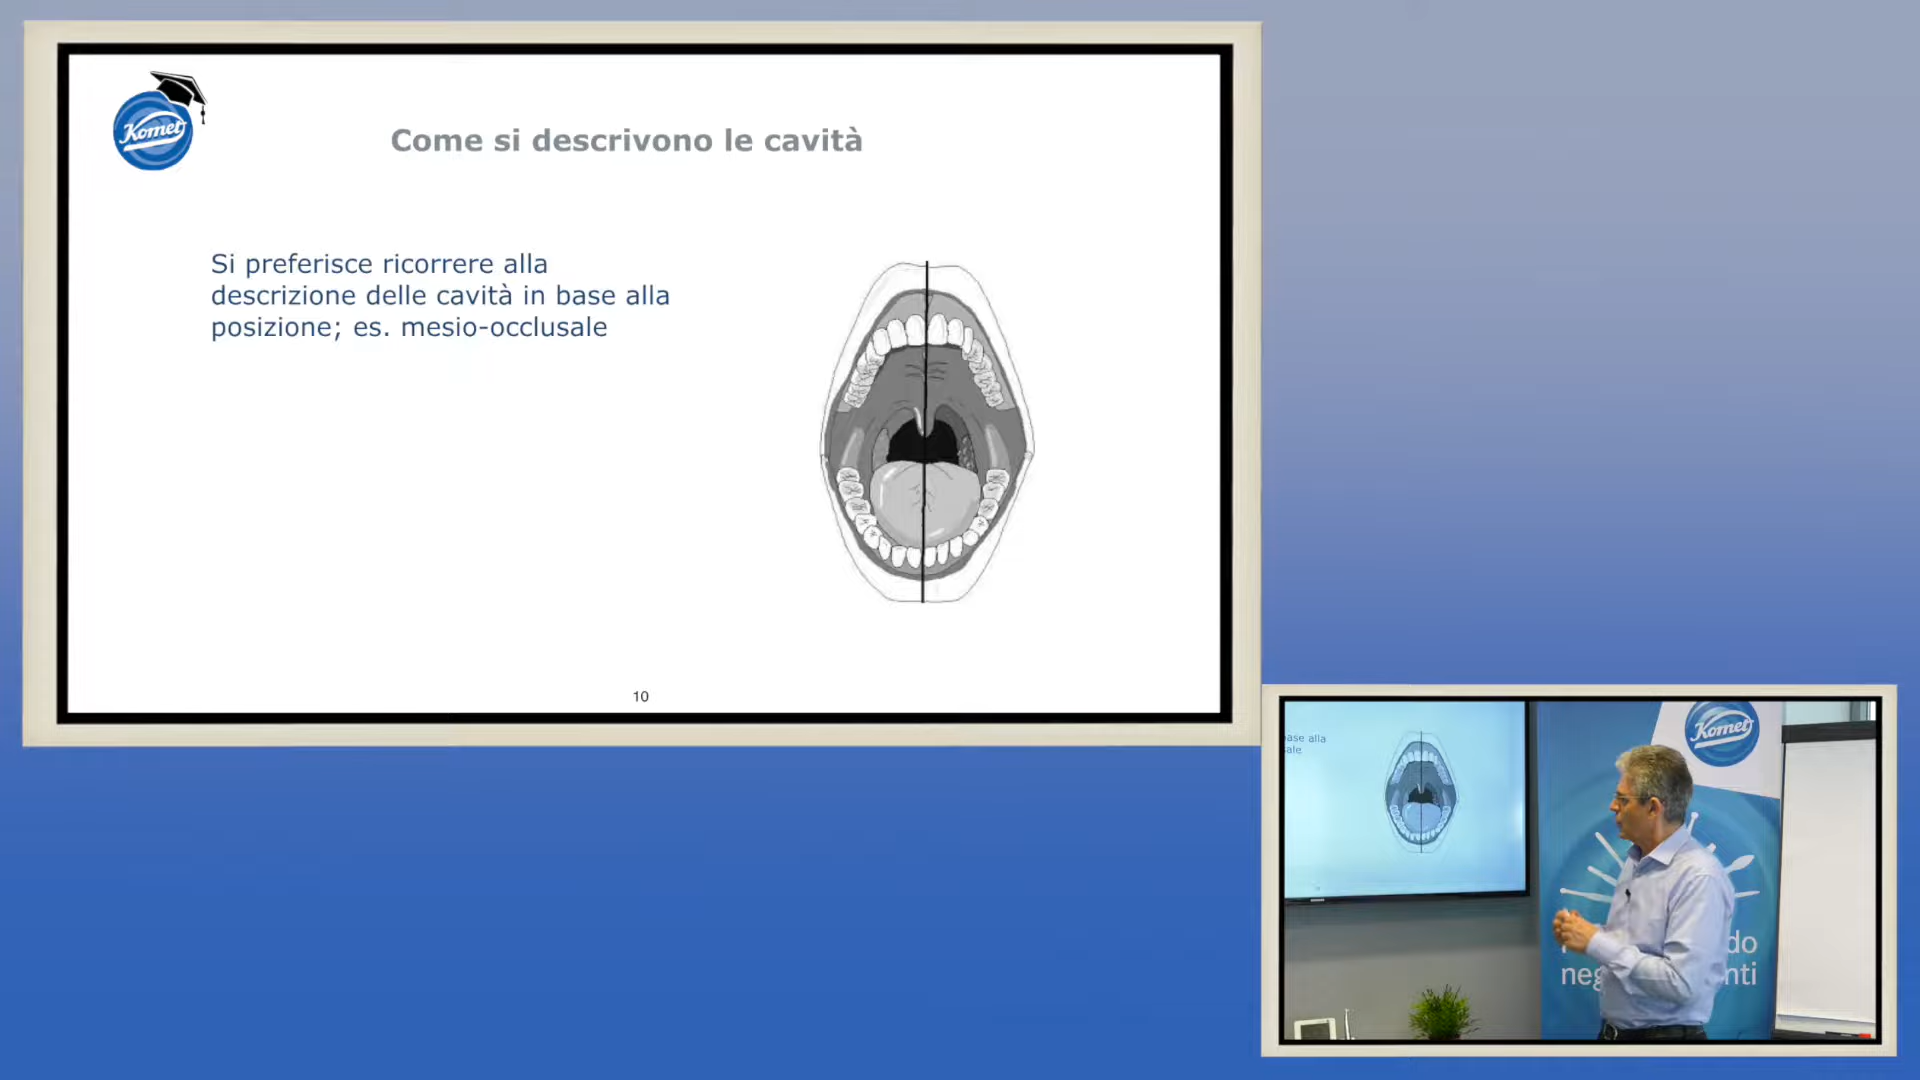 Komet
Come si descrivono le cavità
Si preferisce ricorrere alla
descrizione delle cavità in base alla
posizione; es. mesio-occlusale
10
ase alla
ale
Komet
do
neg
nti